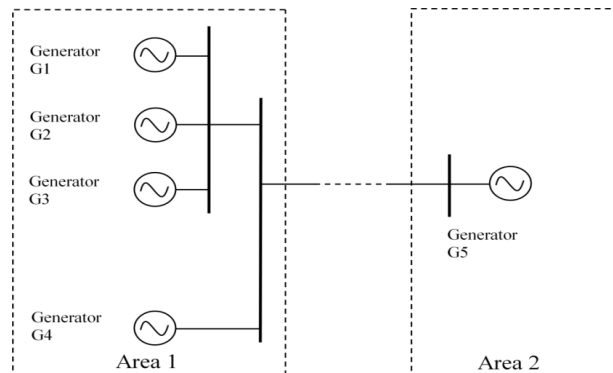 Generator
G1
Generator
G2
Generator
G3
Generator
G4
Area 1
Generator
G5
Area 2